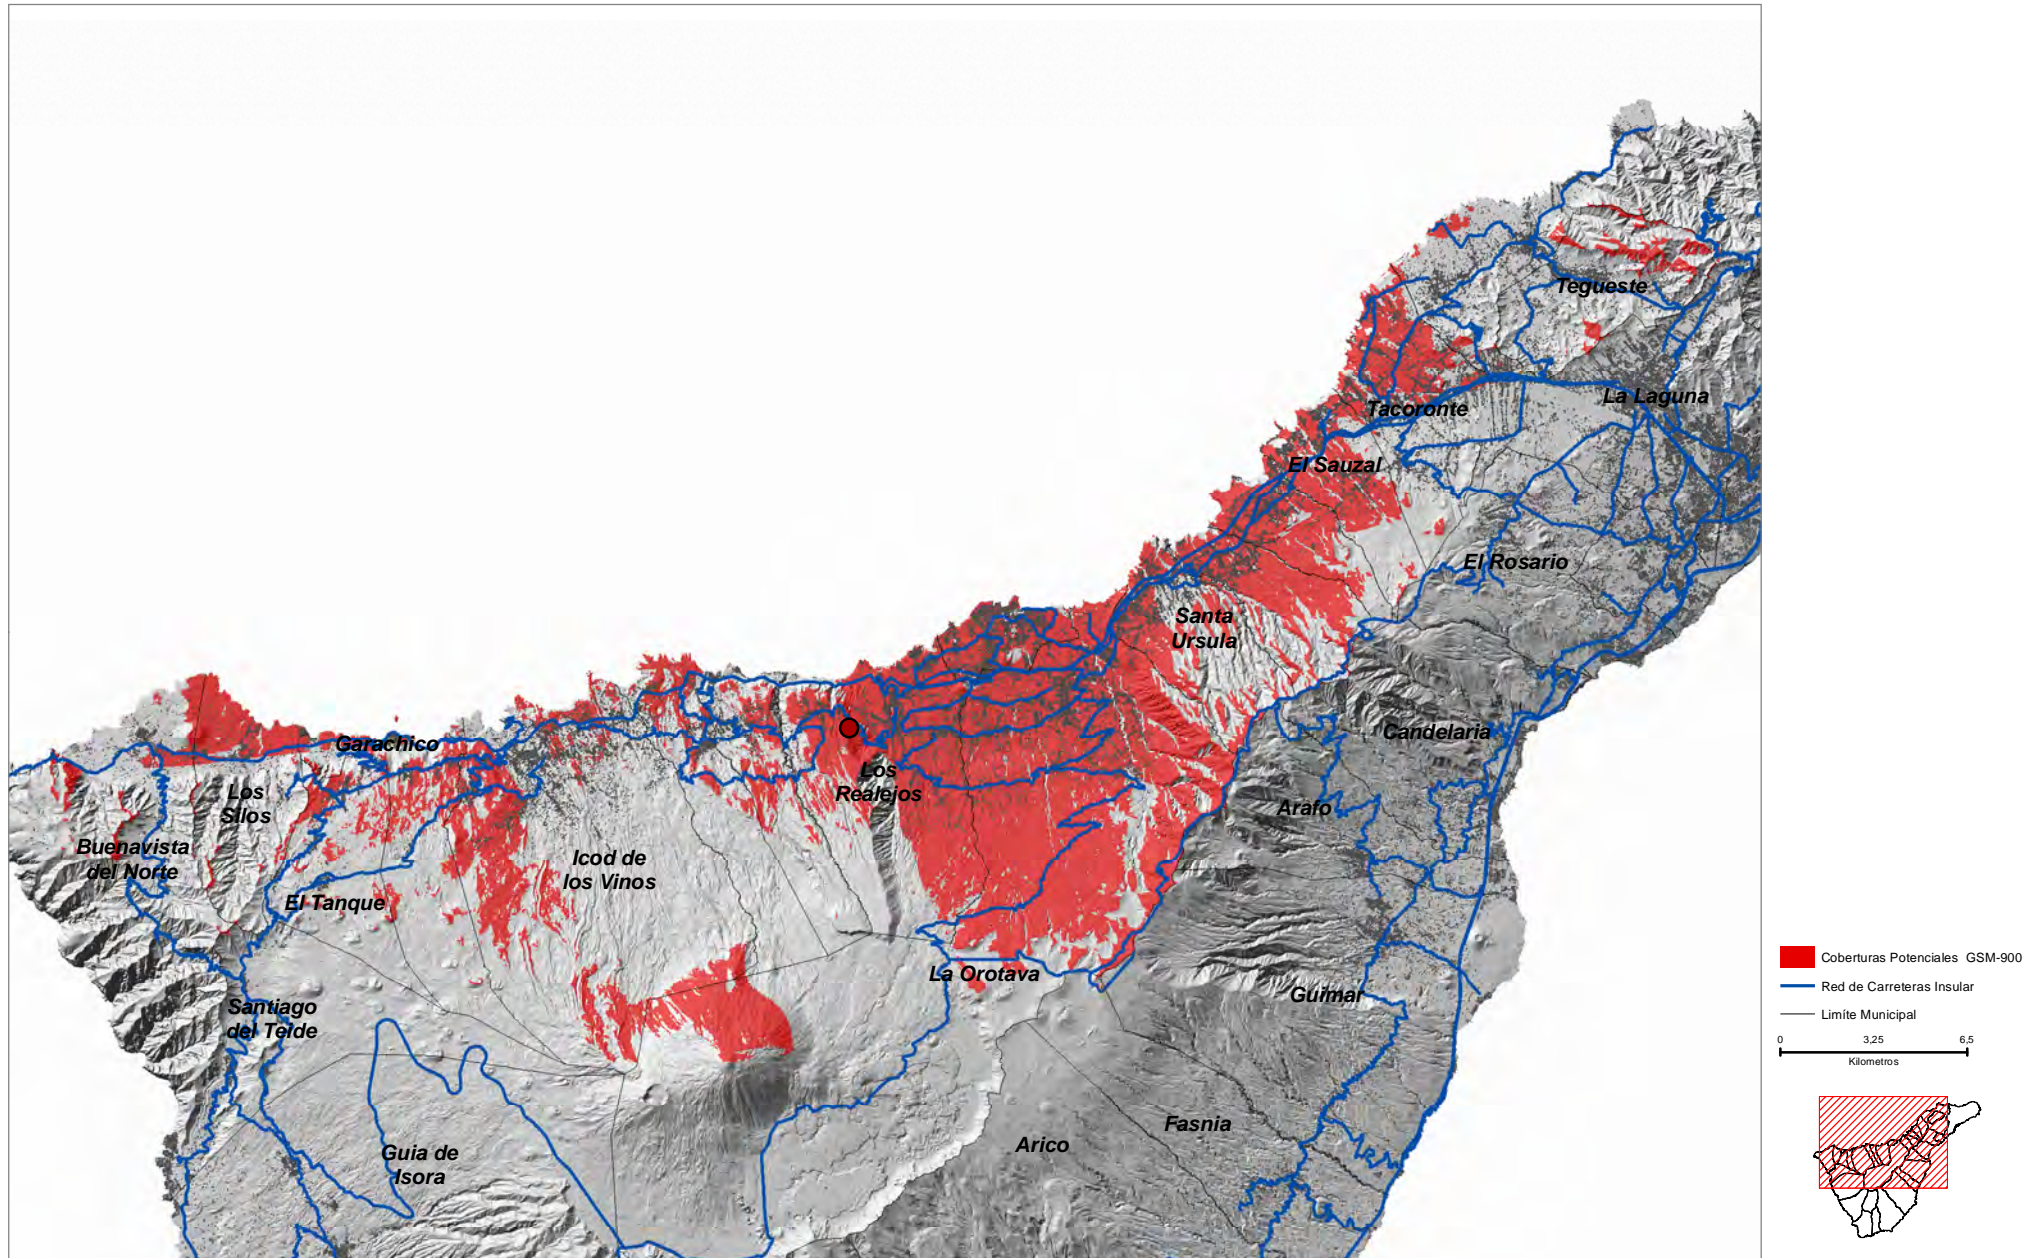 Tegueste
La Laguna
Tacoronte
El Sauzal
El Rosario
Santa
Ursula
Candelaria
Garachico
Los
Realejos
Los
Silos
Arafo
Buenavista
del Norte
Icod de
los Vinos
El Tanque
La Orotava
Guimar
Santiago
del Teide
Fasnia
Arico
Guia de
Isora
Coberturas Potenciales GSM-900
Red de Carreteras Insular
Limíte Municipal
0 3,25 6,5
Kilometros